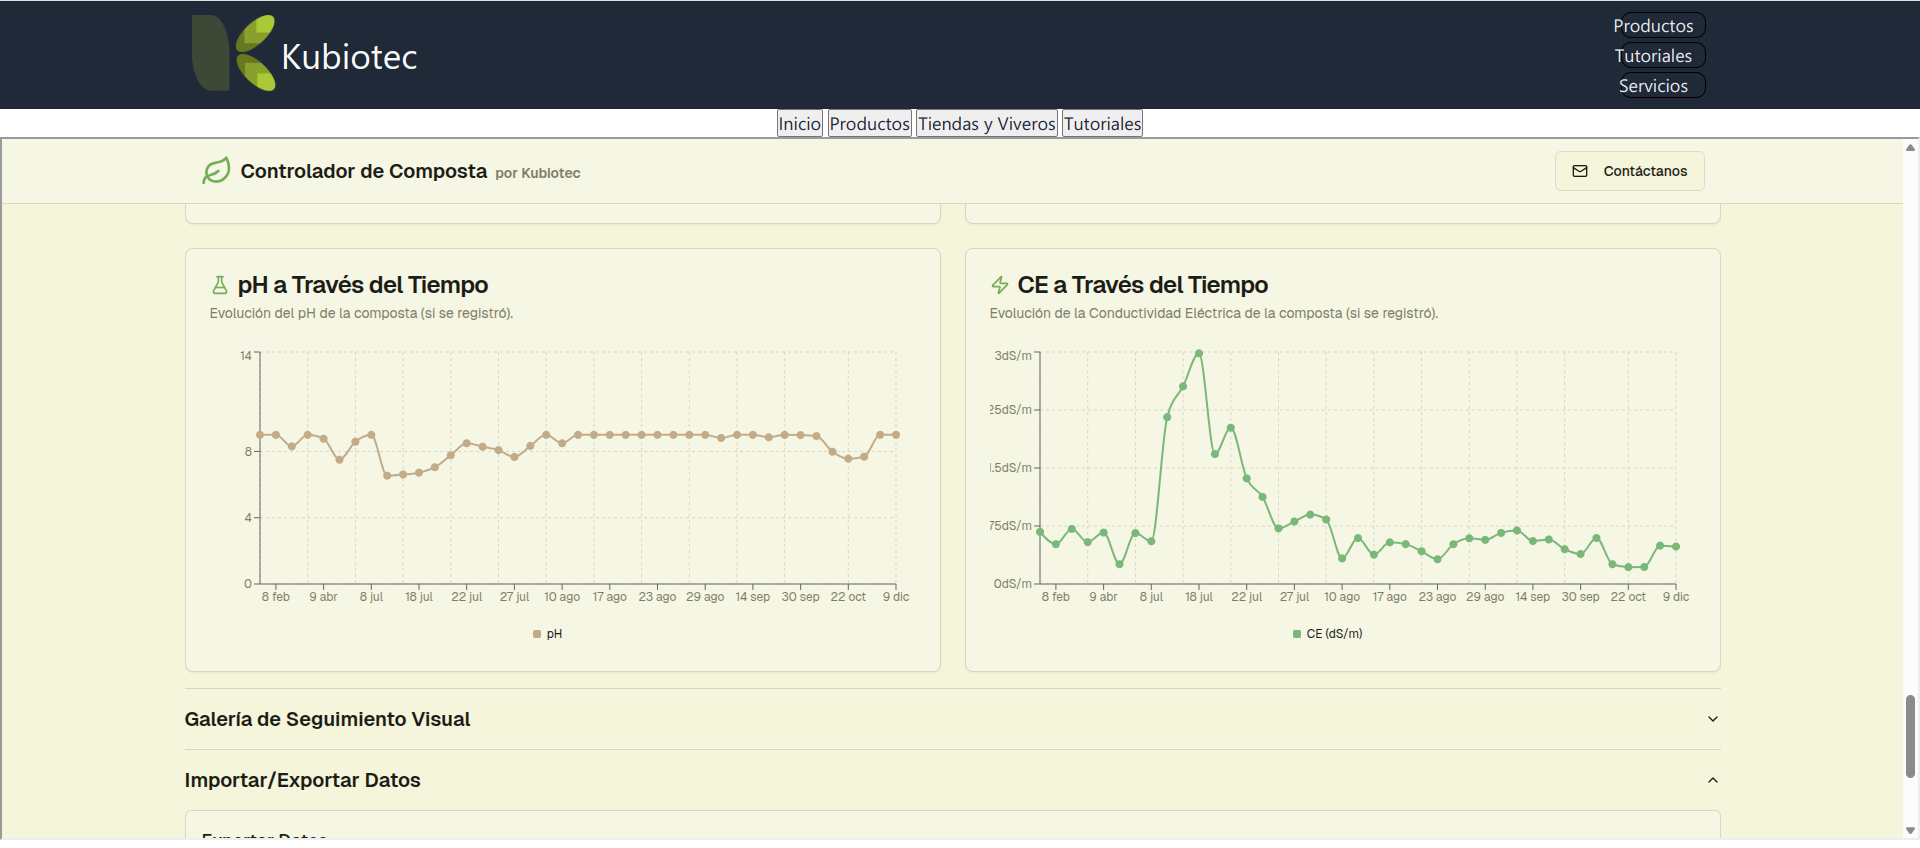 Kubiotec
Productos
Tutoriales
Servicios
Inicio Productos Tiendas y Viveros Tutoriales
Controlador de Composta por Kubiotec
Contáctanos
pH a Través del Tiempo
Evolución del pH de la composta (si se registró).
14
8
4
0
8 feb 9 abr 8 jul 18 jul 22 jul 27 jul 10 ago 17 ago 23 ago 29 ago 14 sep 30 sep 22 oct 9 dic
pH
CE a Través del Tiempo
Evolución de la Conductividad Eléctrica de la composta (si se registró).
3dS/m
25dS/m
1.5dS/m
75dS/m
0dS/m
8 feb 9 abr 8 jul 18 jul 22 jul 27 jul 10 ago 17 ago 23 ago 29 ago 14 sep 30 sep 22 oct 9 dic
CE (dS/m)
Galería de Seguimiento Visual
Importar/Exportar Datos
Exportar Datos